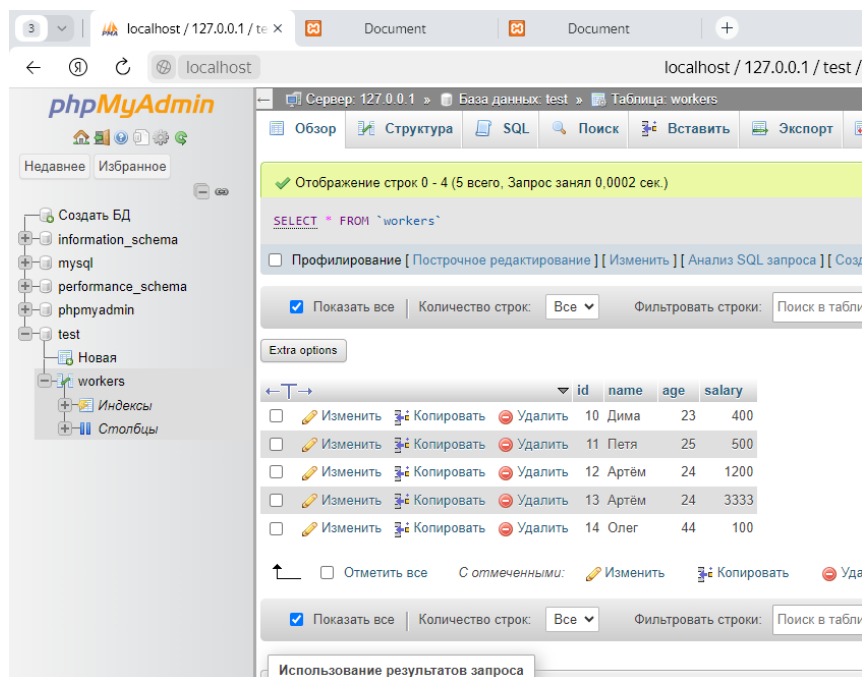 3 localhost / 127.0.0.1 / te Document Document
localhost localhost / 127.0.0.1 / test /
phpMyAdmin
Недавнее Избранное
Создать БД
information_schema
mysql
performance_schema
phpmyadmin
test
Новая
workers
Индексы
Столбцы
Сервер: 127.0.0.1 » База данных: test » Таблица: workers
Обзор Структура SQL Поиск Вставить Экспорт
Отображение строк 0 - 4 (5 всего, Запрос занял 0,0002 сек.)
SELECT * FROM `workers`
Профилирование [ Построчное редактирование ] [ Изменить ] [ Анализ SQL запроса ] [ Созд
Показать все Количество строк: Все Фильтровать строки: Поиск в табли
Extra options
←T→ id name age salary
Изменить Копировать Удалить 10 Дима 23 400
Изменить Копировать Удалить 11 Петя 25 500
Изменить Копировать Удалить 12 Артём 24 1200
Изменить Копировать Удалить 13 Артём 24 3333
Изменить Копировать Удалить 14 Олег 44 100
Отметить все С отмеченными: Изменить Копировать Уда
Показать все Количество строк: Все Фильтровать строки: Поиск в табли
Использование результатов запроса